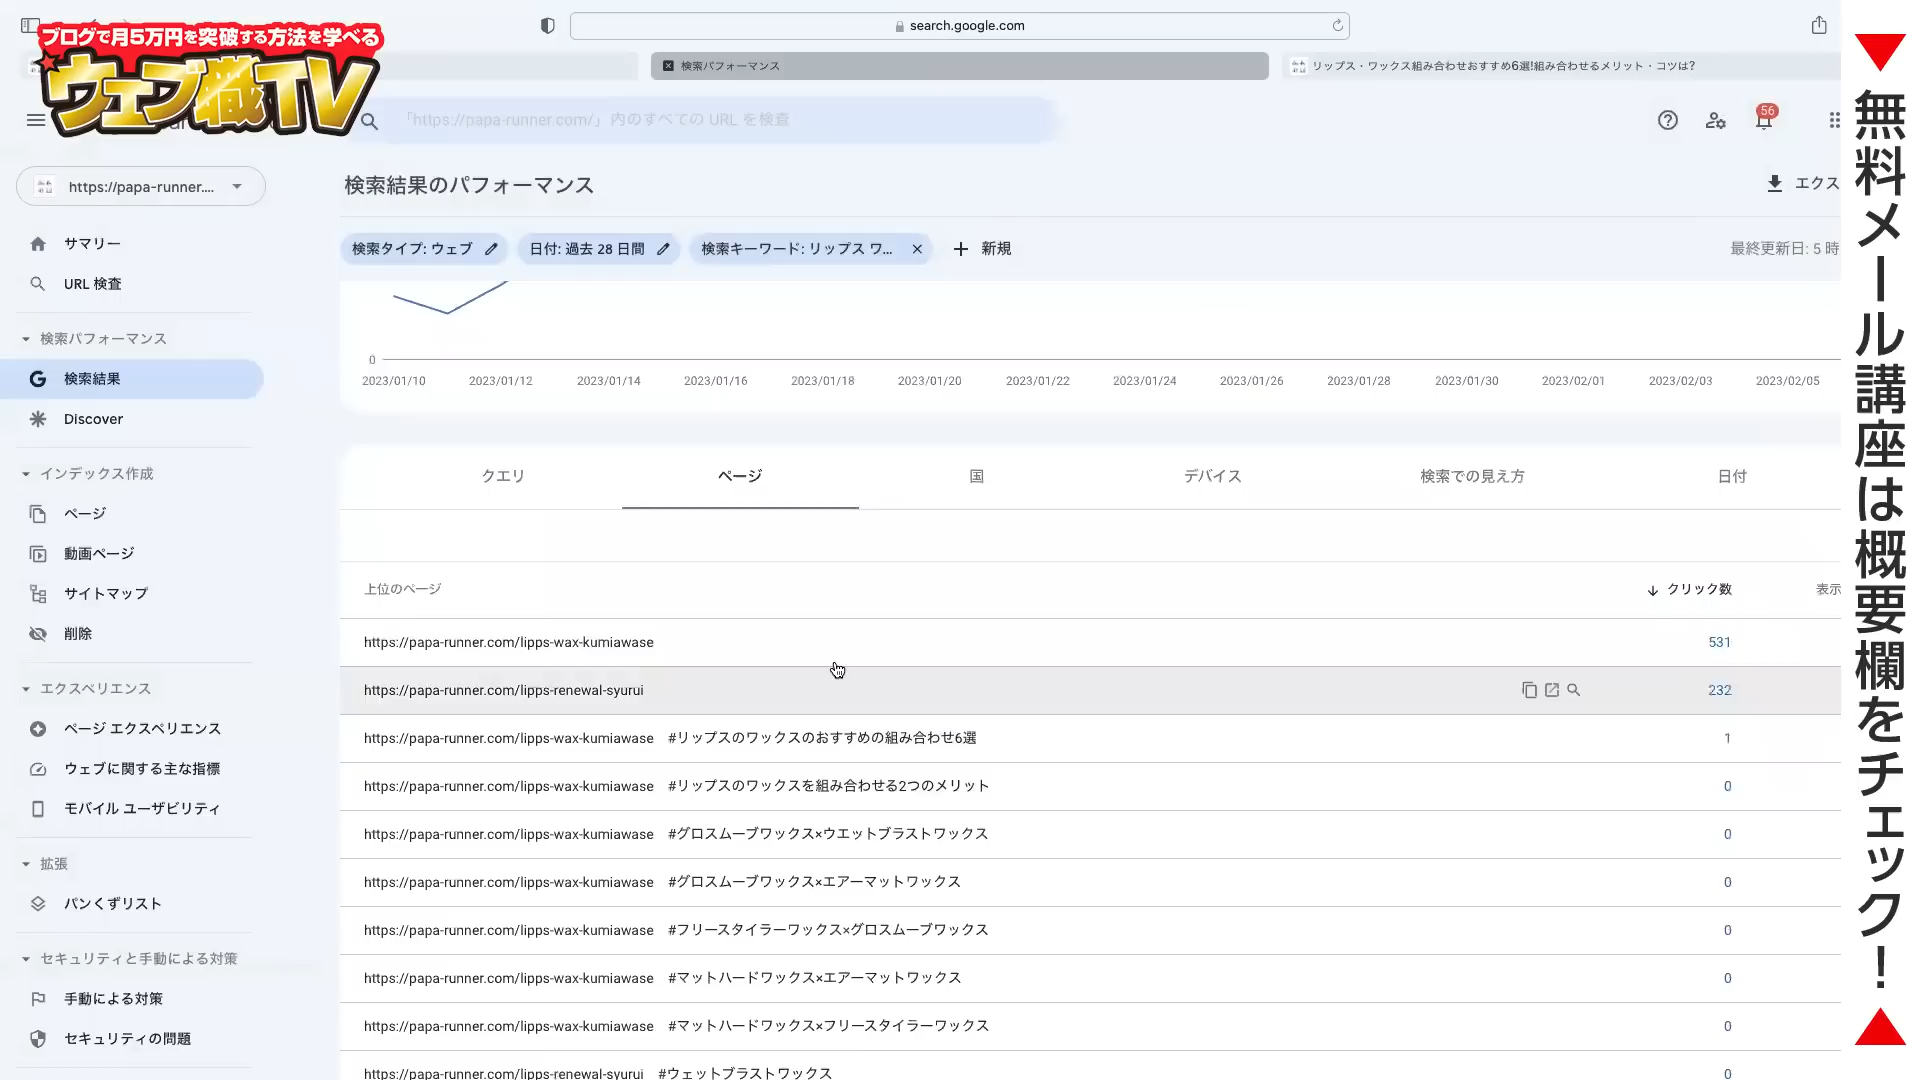 ブログで月5万円を突破する方法を学べる
ウェブ職TV
search.google.com
検索パフォーマンス
リップス・ワックス組み合わせおすすめ6選!組み合わせるメリット・コツは?
「https://papa-runner.com/」内のすべての URL を検査
56
https://papa-runner....
検索結果のパフォーマンス
エクス
サマリー
URL 検査
検索タイプ: ウェブ
日付: 過去 28 日間
検索キーワード: リップス ワ...
新規
最終更新日: 5 時
検索パフォーマンス
検索結果
Discover
0
2023/01/10
2023/01/12
2023/01/14
2023/01/16
2023/01/18
2023/01/20
2023/01/22
2023/01/24
2023/01/26
2023/01/28
2023/01/30
2023/02/01
2023/02/03
2023/02/05
インデックス作成
ページ
動画ページ
サイトマップ
削除
エクスペリエンス
ページ エクスペリエンス
ウェブに関する主な指標
モバイル ユーザビリティ
拡張
パンくずリスト
セキュリティと手動による対策
手動による対策
セキュリティの問題
クエリ
ページ
国
デバイス
検索での見え方
日付
上位のページ
クリック数
表示
https://papa-runner.com/lipps-wax-kumiawase
531
https://papa-runner.com/lipps-renewal-syurui
232
https://papa-runner.com/lipps-wax-kumiawase #リップスのワックスのおすすめの組み合わせ6選
1
https://papa-runner.com/lipps-wax-kumiawase #リップスのワックスを組み合わせる2つのメリット
0
https://papa-runner.com/lipps-wax-kumiawase #グロスムーブワックス×ウエットブラストワックス
0
https://papa-runner.com/lipps-wax-kumiawase #グロスムーブワックス×エアーマットワックス
0
https://papa-runner.com/lipps-wax-kumiawase #フリースタイラーワックス×グロスムーブワックス
0
https://papa-runner.com/lipps-wax-kumiawase #マットハードワックス×エアーマットワックス
0
https://papa-runner.com/lipps-wax-kumiawase #マットハードワックス×フリースタイラーワックス
0
https://papa-runner.com/lipps-renewal-syurui #ウェットブラストワックス
0
無料メール講座は概要欄をチェック!